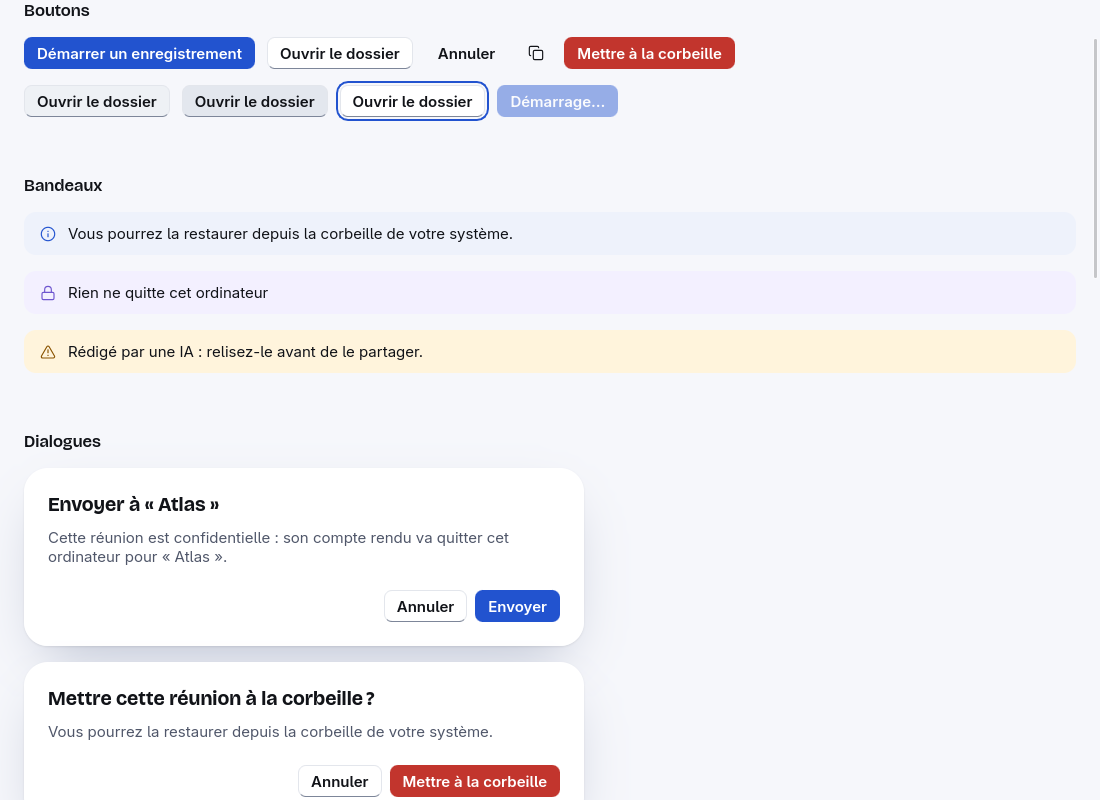 Boutons
Démarrer un enregistrement Ouvrir le dossier Annuler Mettre à la corbeille
Ouvrir le dossier Ouvrir le dossier Ouvrir le dossier Démarrage…
Bandeaux
Vous pourrez la restaurer depuis la corbeille de votre système.
Rien ne quitte cet ordinateur
Rédigé par une IA : relisez-le avant de le partager.
Dialogues
Envoyer à « Atlas »
Cette réunion est confidentielle : son compte rendu va quitter cet
ordinateur pour « Atlas ».
Annuler Envoyer
Mettre cette réunion à la corbeille ?
Vous pourrez la restaurer depuis la corbeille de votre système.
Annuler Mettre à la corbeille